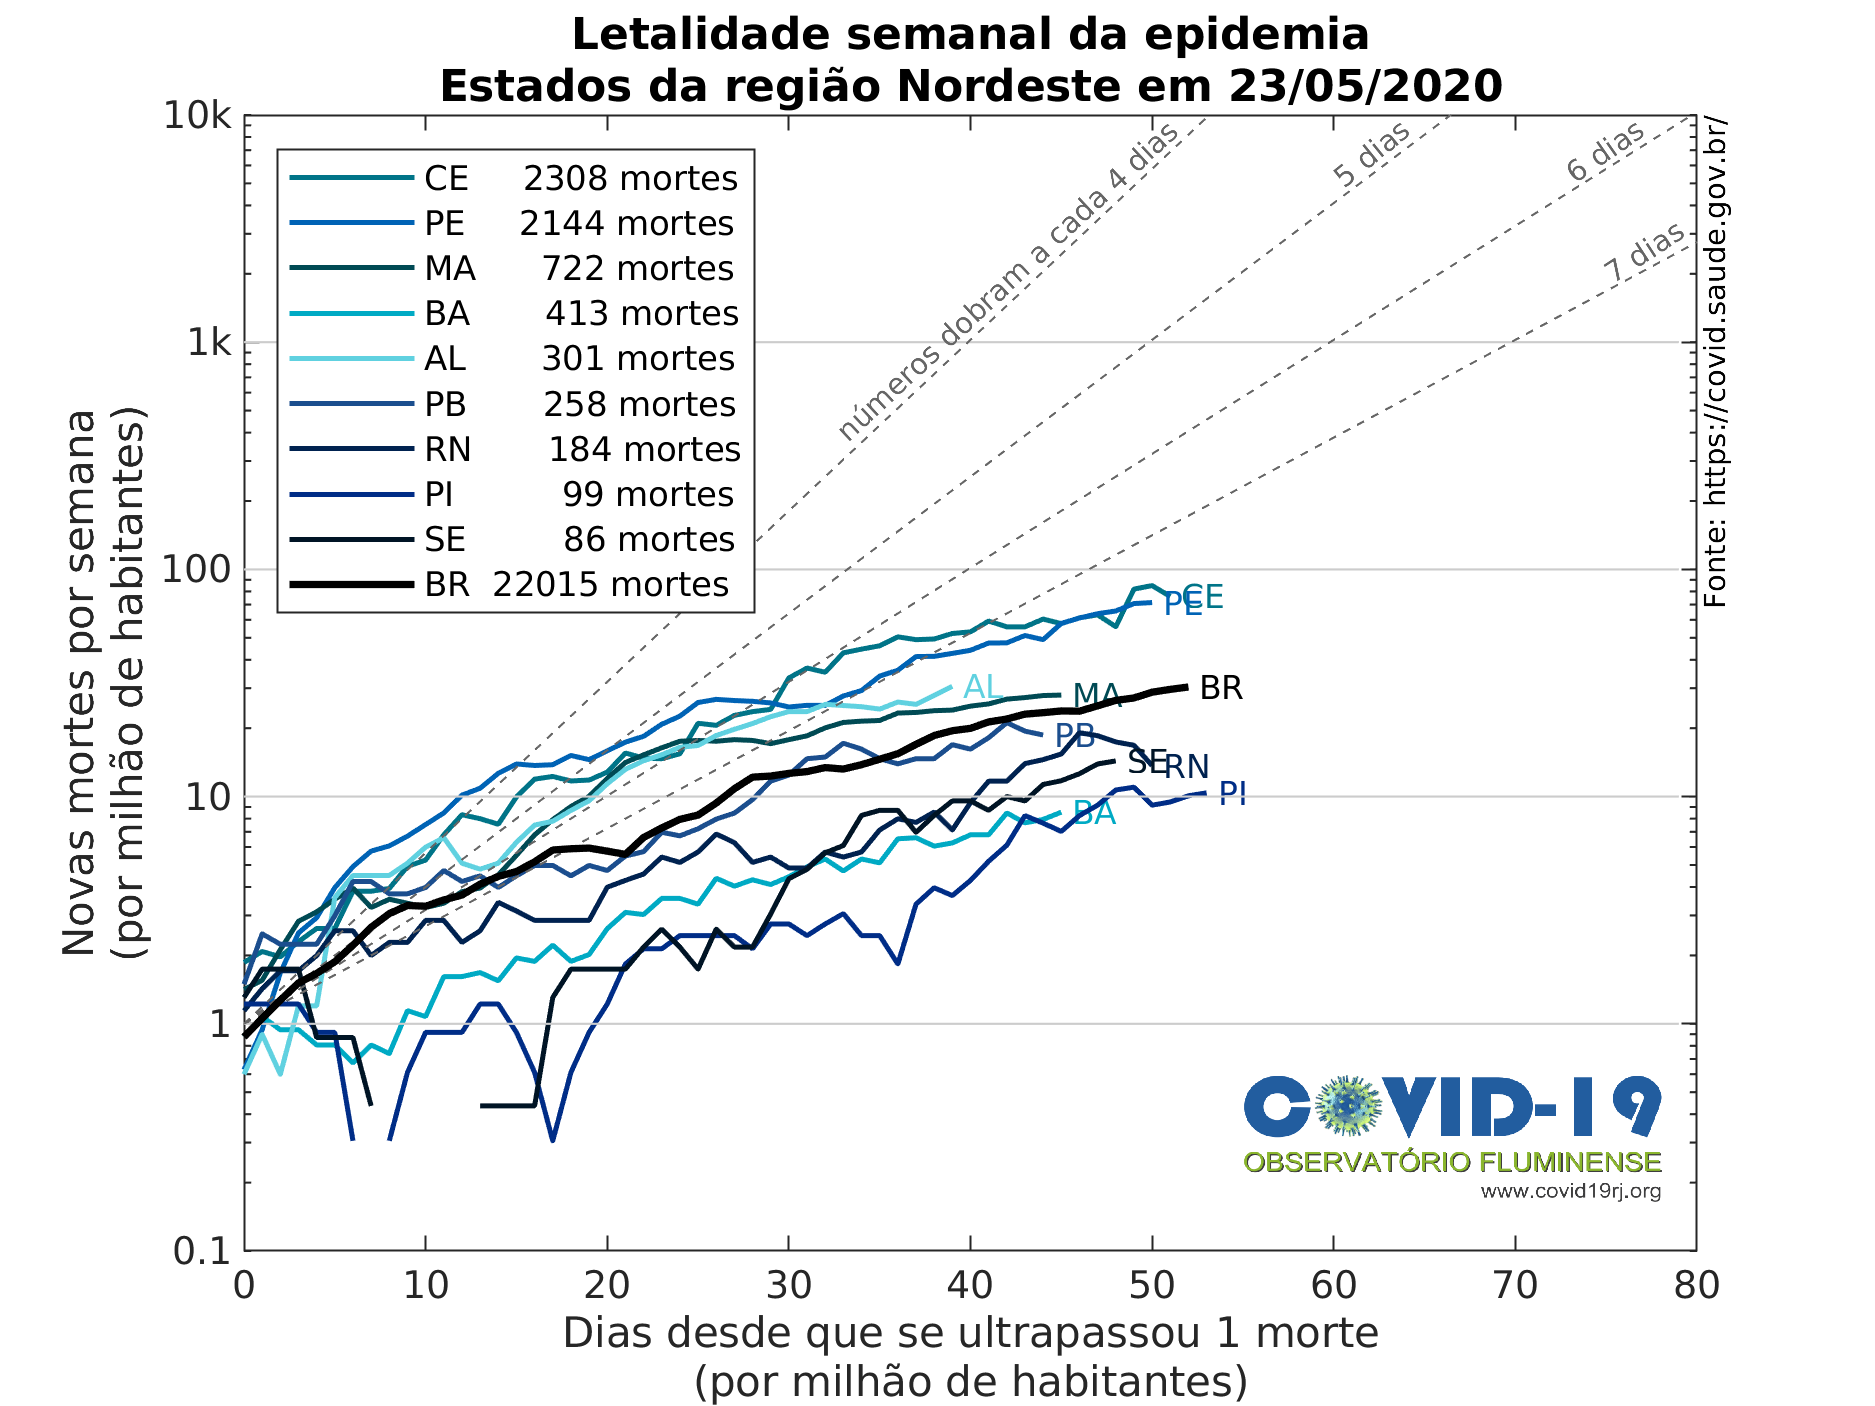 Letalidade semanal da epidemia
Estados da região Nordeste em 23/05/2020
10k
1k
100
10
1
0.1
Novas mortes por semana
(por milhão de habitantes)
CE 2308 mortes
PE 2144 mortes
MA 722 mortes
BA 413 mortes
AL 301 mortes
PB 258 mortes
RN 184 mortes
PI 99 mortes
SE 86 mortes
BR 22015 mortes
números dobram a cada 4 dias
5 dias
6 dias
7 dias
Fonte: https://covid.saude.gov.br/
CE
PE
AL
MA
BR
PB
SE
RN
PI
BA
COVID-19
OBSERVATÓRIO FLUMINENSE
www.covid19rj.org
0 10 20 30 40 50 60 70 80
Dias desde que se ultrapassou 1 morte
(por milhão de habitantes)